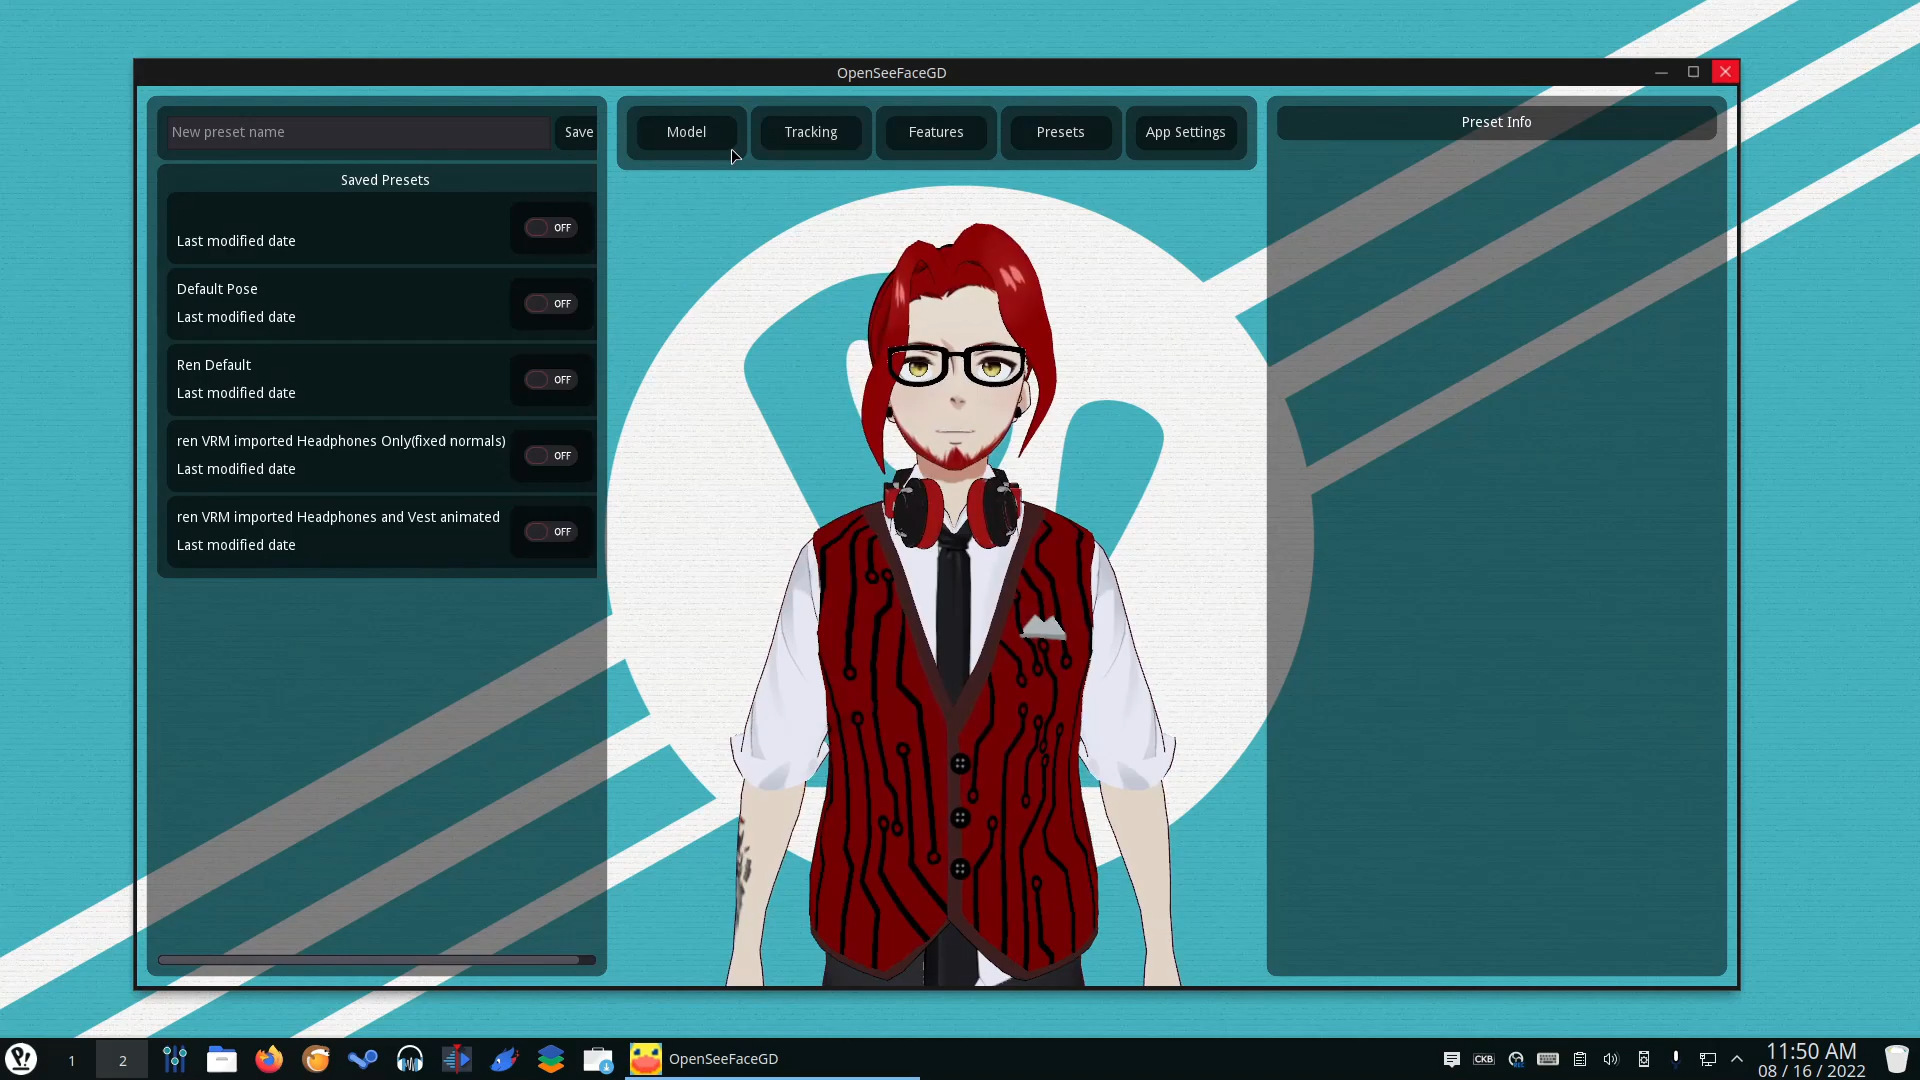 OpenSeeFaceGD
New preset name
Save
Saved Presets
Last modified date
OFF
Default Pose
Last modified date
OFF
Ren Default
Last modified date
OFF
ren VRM imported Headphones Only(fixed normals)
Last modified date
OFF
ren VRM imported Headphones and Vest animated
Last modified date
OFF
Model
Tracking
Features
Presets
App Settings
Preset Info
1
2
OpenSeeFaceGD
CKB
11:50 AM
08 / 16 / 2022